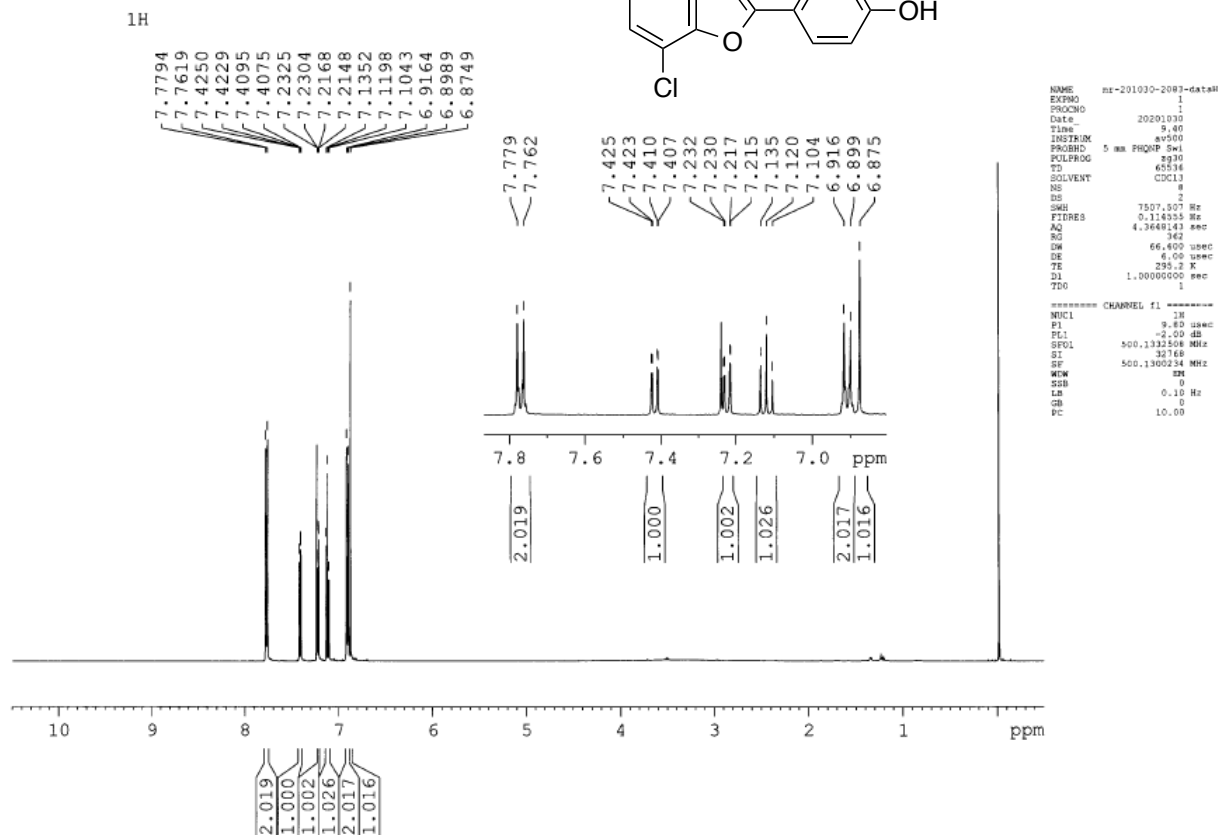 1H
OH
O
Cl
7.7794
7.7619
7.4250
7.4229
7.4095
7.4075
7.2325
7.2304
7.2168
7.2148
7.1352
7.1198
7.1043
6.9164
6.8989
6.8749
7.779
7.762
7.425
7.423
7.410
7.407
7.232
7.230
7.217
7.215
7.135
7.120
7.104
6.916
6.899
6.875
7.8 7.6 7.4 7.2 7.0 ppm
2.019
1.000
1.002
1.026
2.017
1.016
10 9 8 7 6 5 4 3 2 1 ppm
2.019
1.000
1.002
1.026
2.017
1.016
NAME nr-201030-2083-dataH
EXPNO 1
PROCNO 1
Date_ 20201030
Time 9.40
INSTRUM av500
PROBHD 5 mm PHQNP Swi
PULPROG zg30
TD 65536
SOLVENT CDCl3
NS 8
DS 2
SWH 7507.507 Hz
FIDRES 0.114555 Hz
AQ 4.3648143 sec
RG 362
DW 66.600 usec
DE 6.00 usec
TE 295.2 K
D1 1.00000000 sec
TD0 1
======== CHANNEL f1 ========
NUC1 1H
P1 9.80 usec
PL1 -2.00 dB
SFO1 500.1332508 MHz
SI 32768
SF 500.1300234 MHz
WDW EM
SSB 0
LB 0.10 Hz
GB 0
PC 10.00